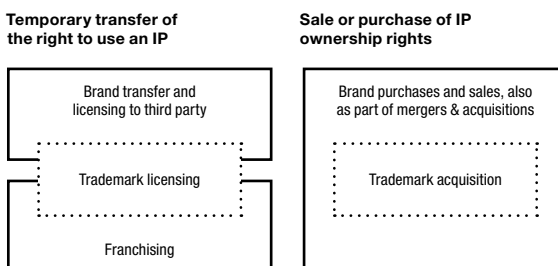 Temporary transfer of
the right to use an IP
Sale or purchase of IP
ownership rights
Brand transfer and
licensing to third party
Trademark licensing
Franchising
Brand purchases and sales, also
as part of mergers & acquisitions
Trademark acquisition